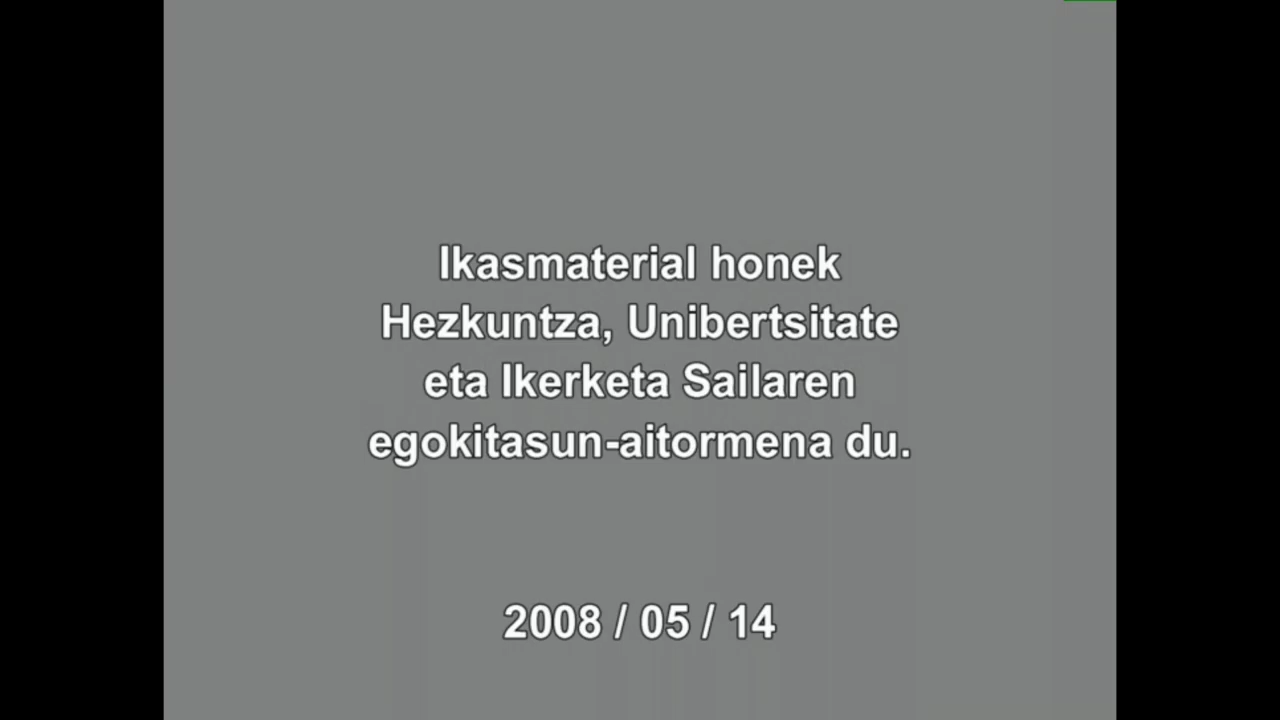 Ikasmaterial honek
Hezkuntza, Unibertsitate
eta Ikerketa Sailaren
egokitasun-aitormena du.
2008 / 05 / 14